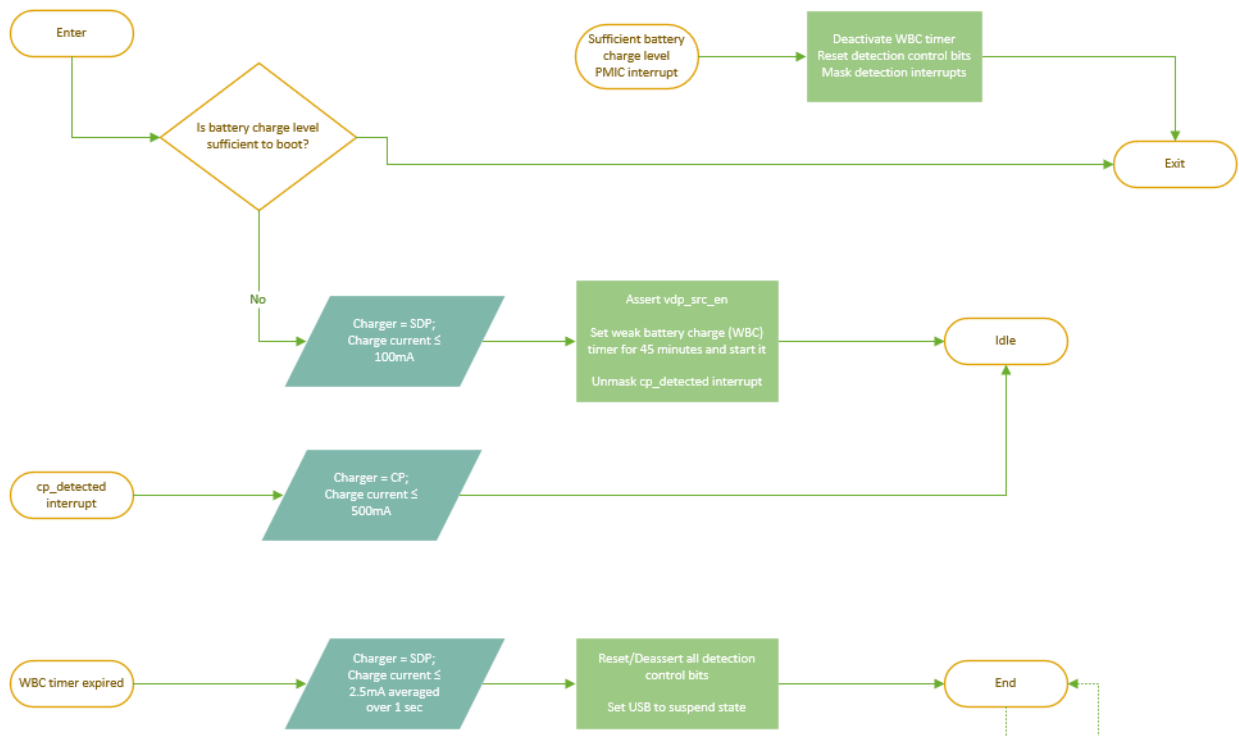 Enter
Is battery charge level
sufficient to boot?
Sufficient battery
charge level
PMIC interrupt
Deactivate WBC timer
Reset detection control bits
Mask detection interrupts
Exit
No
Charger = SDP;
Charge current ≤
100mA
Assert vdp_src_en
Set weak battery charge (WBC)
timer for 45 minutes and start it
Unmask cp_detected interrupt
Idle
cp_detected
interrupt
Charger = CP;
Charge current ≤
500mA
WBC timer expired
Charger = SDP;
Charge current ≤
2.5mA averaged
over 1 sec
Reset/Deassert all detection
control bits
Set USB to suspend state
End